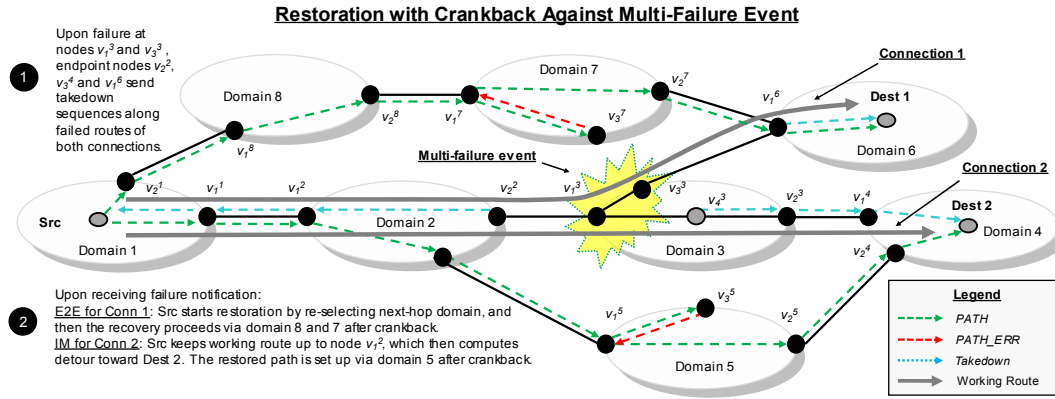 Restoration with Crankback Against Multi-Failure Event
1
Upon failure at
nodes v₁³ and v₃³ ,
endpoint nodes v₂²,
v₃⁴ and v₁⁶ send
takedown
sequences along
failed routes of
both connections.
Domain 8
v₁⁸
v₂⁸
Domain 7
v₁⁷
v₃⁷
v₂⁷
Connection 1
v₁⁶
Dest 1
Domain 6
Multi-failure event
Connection 2
Src
v₂¹
v₁¹
Domain 1
v₁²
Domain 2
v₂²
v₁³
v₃³
v₄³
v₂³
Domain 3
v₁⁴
Dest 2
Domain 4
v₂⁴
2
Upon receiving failure notification:
E2E for Conn 1: Src starts restoration by re-selecting next-hop domain, and
then the recovery proceeds via domain 8 and 7 after crankback.
IM for Conn 2: Src keeps working route up to node v₁², which then computes
detour toward Dest 2. The restored path is set up via domain 5 after crankback.
v₁⁵
v₃⁵
v₂⁵
Domain 5
Legend
PATH
PATH_ERR
Takedown
Working Route